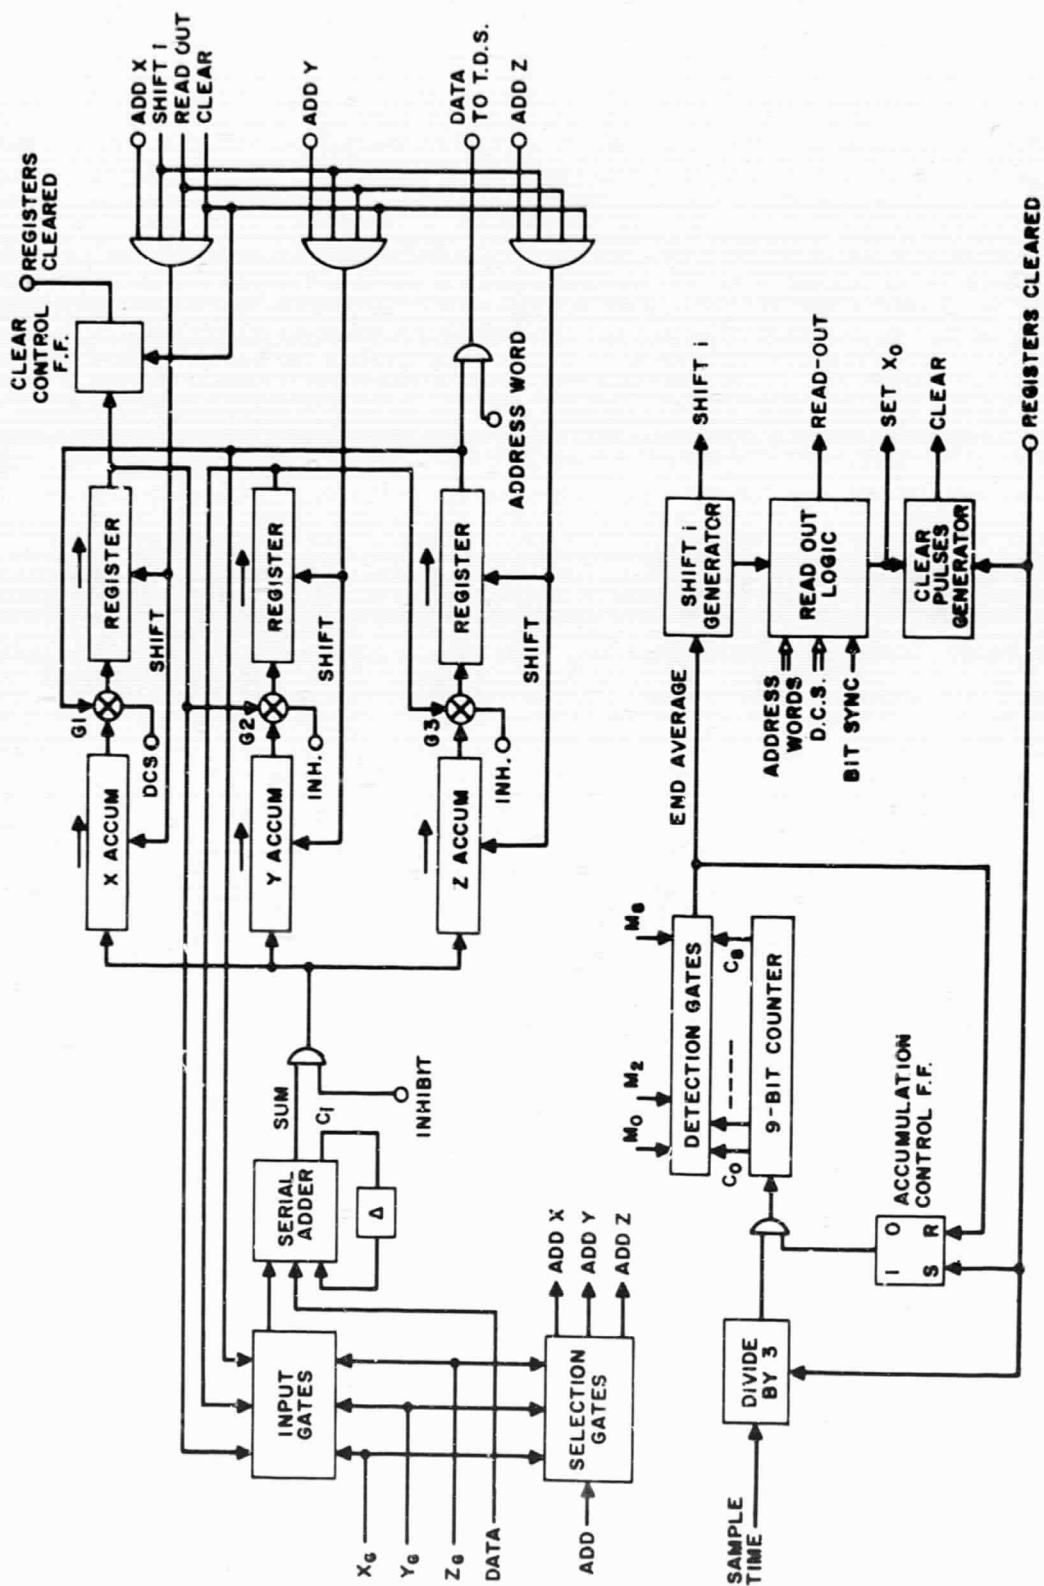 ADD X
SHIFT i
READ OUT
CLEAR
REGISTERS
CLEARED
CLEAR
CONTROL
F.F.
ADD Y
DATA
TO T.D.S.
ADD Z
ADDRESS WORD
REGISTER
SHIFT
G1
DCS
X ACCUM
REGISTER
SHIFT
G2
INH.
Y ACCUM
REGISTER
SHIFT
G3
INH.
Z ACCUM
SUM
C1
INHIBIT
SERIAL
ADDER
Δ
INPUT
GATES
XG
YG
ZG
DATA
ADD
SELECTION
GATES
ADD X
ADD Y
ADD Z
SHIFT i
READ-OUT
SET X0
CLEAR
REGISTERS CLEARED
SHIFT i
GENERATOR
READ OUT
LOGIC
CLEAR
PULSES
GENERATOR
ADDRESS
WORDS
D.C.S.
BIT SYNC
END AVERAGE
M0
M2
M8
DETECTION GATES
C0
C8
9-BIT COUNTER
ACCUMULATION
CONTROL F.F.
I O
S R
DIVIDE
BY 3
SAMPLE
TIME